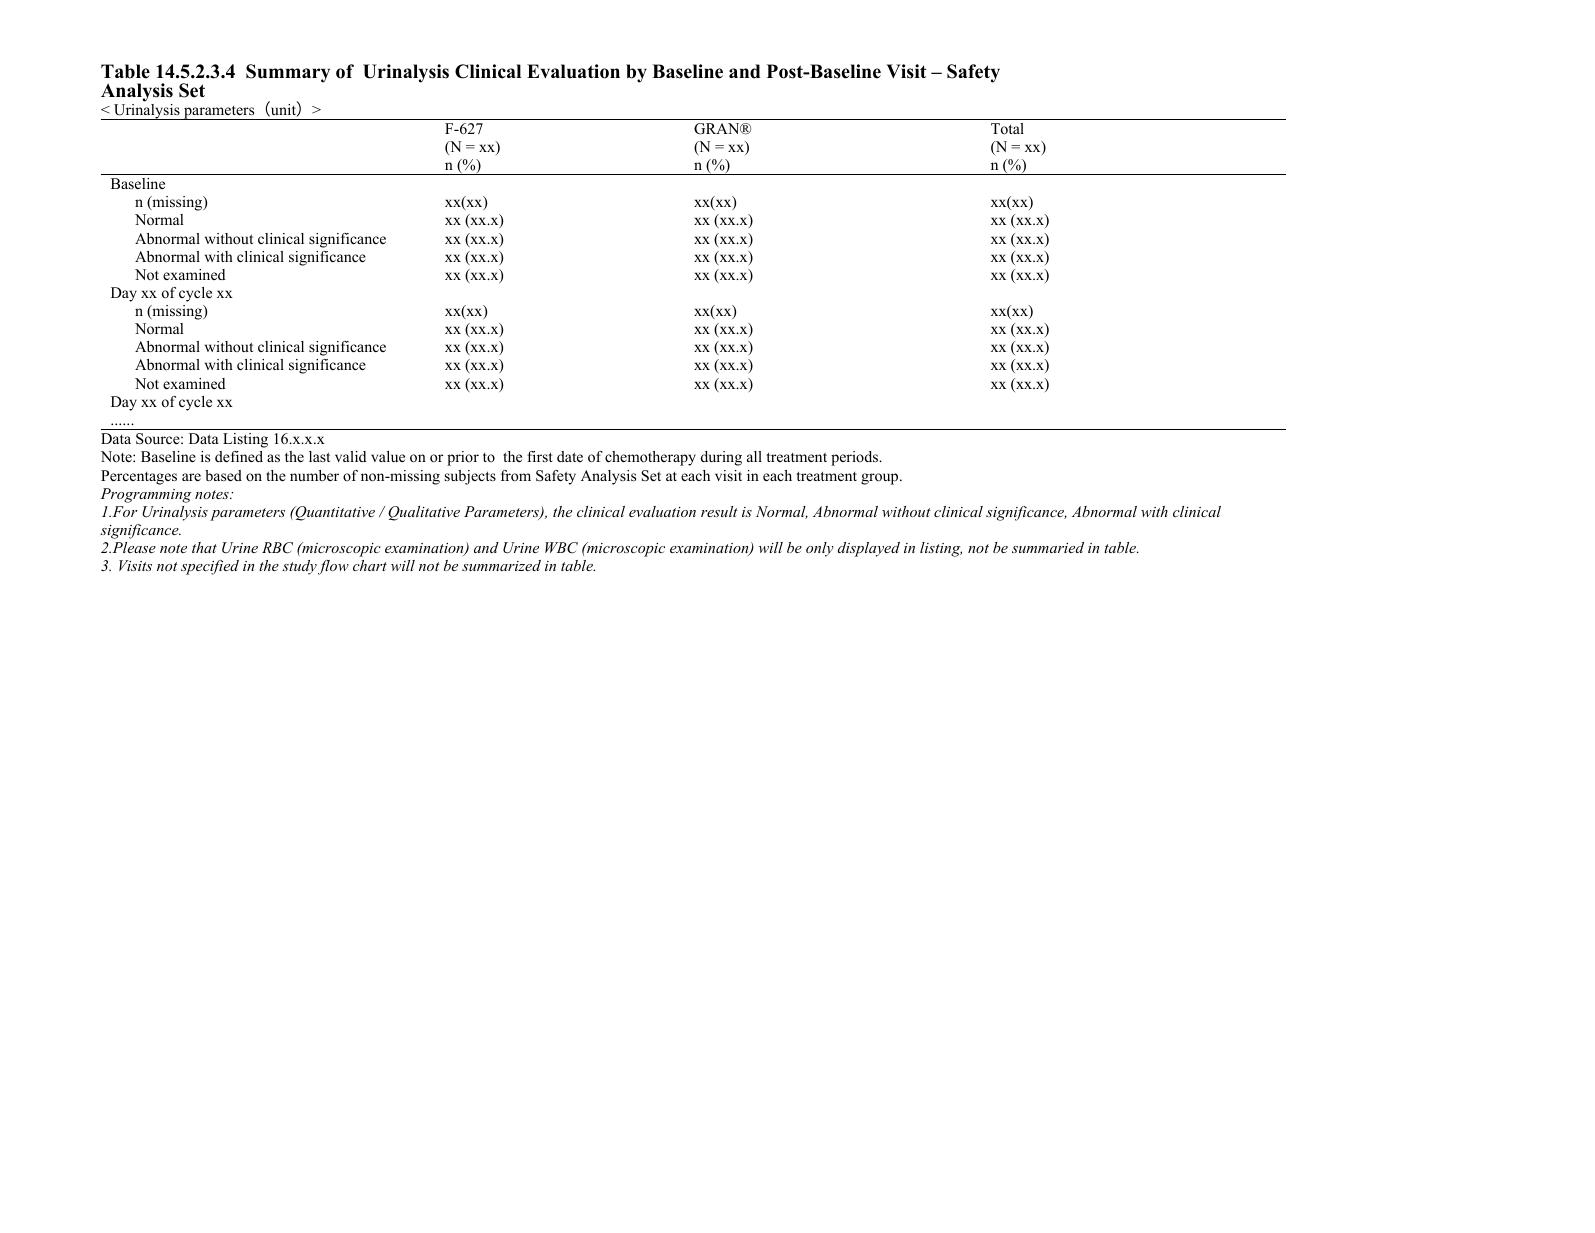 Table 14.5.2.3.4  Summary of  Urinalysis Clinical Evaluation by Baseline and Post-Baseline Visit – Safety
Analysis Set
< Urinalysis parameters（unit）>
F-627 GRAN® Total
(N = xx) (N = xx) (N = xx)
n (%) n (%) n (%)
Baseline
n (missing) xx(xx) xx(xx) xx(xx)
Normal xx (xx.x) xx (xx.x) xx (xx.x)
Abnormal without clinical significance xx (xx.x) xx (xx.x) xx (xx.x)
Abnormal with clinical significance xx (xx.x) xx (xx.x) xx (xx.x)
Not examined xx (xx.x) xx (xx.x) xx (xx.x)
Day xx of cycle xx
n (missing) xx(xx) xx(xx) xx(xx)
Normal xx (xx.x) xx (xx.x) xx (xx.x)
Abnormal without clinical significance xx (xx.x) xx (xx.x) xx (xx.x)
Abnormal with clinical significance xx (xx.x) xx (xx.x) xx (xx.x)
Not examined xx (xx.x) xx (xx.x) xx (xx.x)
Day xx of cycle xx
......
Data Source: Data Listing 16.x.x.x
Note: Baseline is defined as the last valid value on or prior to  the first date of chemotherapy during all treatment periods.
Percentages are based on the number of non-missing subjects from Safety Analysis Set at each visit in each treatment group.
Programming notes:
1.For Urinalysis parameters (Quantitative / Qualitative Parameters), the clinical evaluation result is Normal, Abnormal without clinical significance, Abnormal with clinical
significance.
2.Please note that Urine RBC (microscopic examination) and Urine WBC (microscopic examination) will be only displayed in listing, not be summaried in table.
3. Visits not specified in the study flow chart will not be summarized in table.